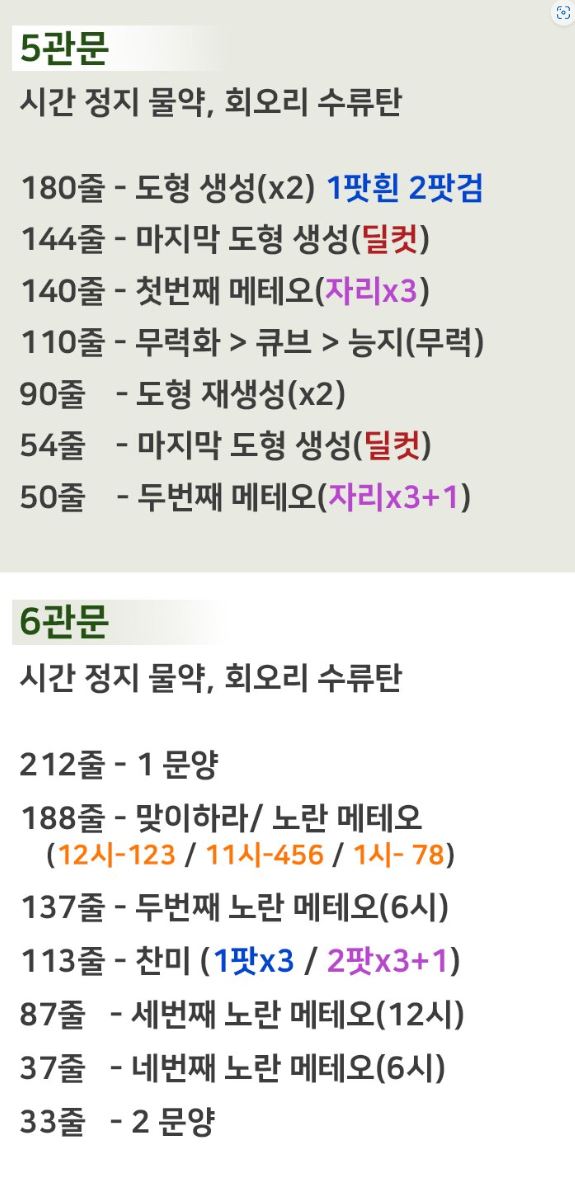 5관문
시간 정지 물약, 회오리 수류탄
180줄 - 도형 생성(x2) 1팟흰 2팟검
144줄 - 마지막 도형 생성(딜컷)
140줄 - 첫번째 메테오(자리x3)
110줄 - 무력화 > 큐브 > 능지(무력)
90줄 - 도형 재생성(x2)
54줄 - 마지막 도형 생성(딜컷)
50줄 - 두번째 메테오(자리x3+1)
6관문
시간 정지 물약, 회오리 수류탄
212줄 - 1 문양
188줄 - 맞이하라/ 노란 메테오
(12시-123 / 11시-456 / 1시- 78)
137줄 - 두번째 노란 메테오(6시)
113줄 - 찬미 (1팟x3 / 2팟x3+1)
87줄 - 세번째 노란 메테오(12시)
37줄 - 네번째 노란 메테오(6시)
33줄 - 2 문양